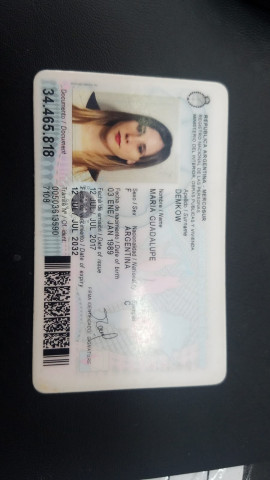 REPUBLICA ARGENTINA - MERCOSUR
REGISTRO NACIONAL DE LAS PERSONAS
MINISTERIO DEL INTERIOR, OBRAS PUBLICAS Y VIVIENDA
Apellido / Surname
DEMKOW
Nombre / Name
MARIA GUADALUPE
Sexo / Sex
Nacionalidad / Nationality
Ejemplar
F
ARGENTINA
C
Fecha de nacimiento / Date of birth
03 ENE/ JAN 1989
Fecha de emisión / Date of issue
12 JUL/ JUL 2017
Fecha de vencimiento / Date of expiry
12 JUL/ JUL 2032
FIRMA IDENTIFICADO / SIGNATURE
Documento / Document
34.465.818
Trámite Nº / Of. ident.
7108